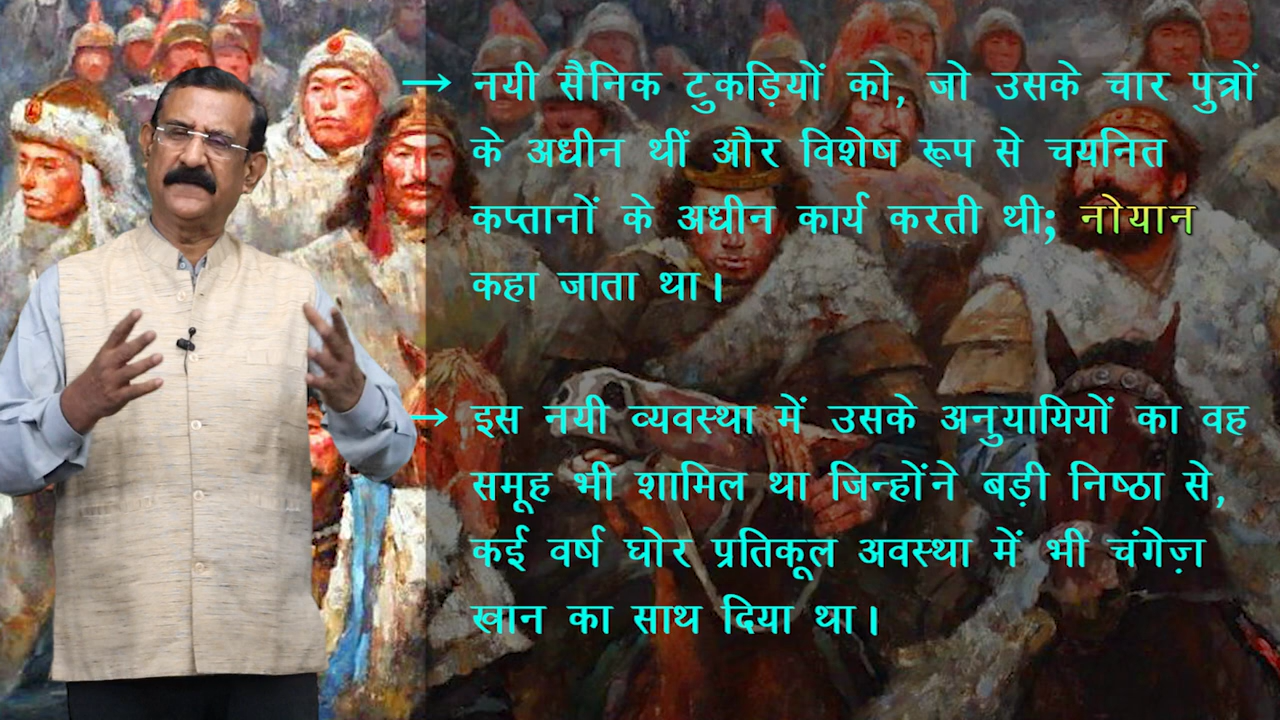 → नयी सैनिक टुकड़ियों को, जो उसके चार पुत्रों
के अधीन थीं और विशेष रूप से चयनित
कप्तानों के अधीन कार्य करती थी; नोयान
कहा जाता था।
→ इस नयी व्यवस्था में उसके अनुयायियों का वह
समूह भी शामिल था जिन्होंने बड़ी निष्ठा से,
कई वर्ष घोर प्रतिकूल अवस्था में भी चंगेज़
खान का साथ दिया था।